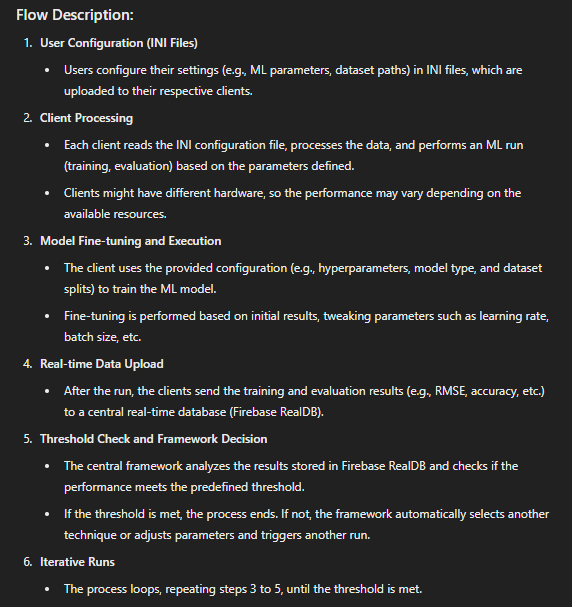 Flow Description:
1. User Configuration (INI Files)
• Users configure their settings (e.g., ML parameters, dataset paths) in INI files, which are
uploaded to their respective clients.
2. Client Processing
• Each client reads the INI configuration file, processes the data, and performs an ML run
(training, evaluation) based on the parameters defined.
• Clients might have different hardware, so the performance may vary depending on the
available resources.
3. Model Fine-tuning and Execution
• The client uses the provided configuration (e.g., hyperparameters, model type, and dataset
splits) to train the ML model.
• Fine-tuning is performed based on initial results, tweaking parameters such as learning rate,
batch size, etc.
4. Real-time Data Upload
• After the run, the clients send the training and evaluation results (e.g., RMSE, accuracy, etc.)
to a central real-time database (Firebase RealDB).
5. Threshold Check and Framework Decision
• The central framework analyzes the results stored in Firebase RealDB and checks if the
performance meets the predefined threshold.
• If the threshold is met, the process ends. If not, the framework automatically selects another
technique or adjusts parameters and triggers another run.
6. Iterative Runs
• The process loops, repeating steps 3 to 5, until the threshold is met.